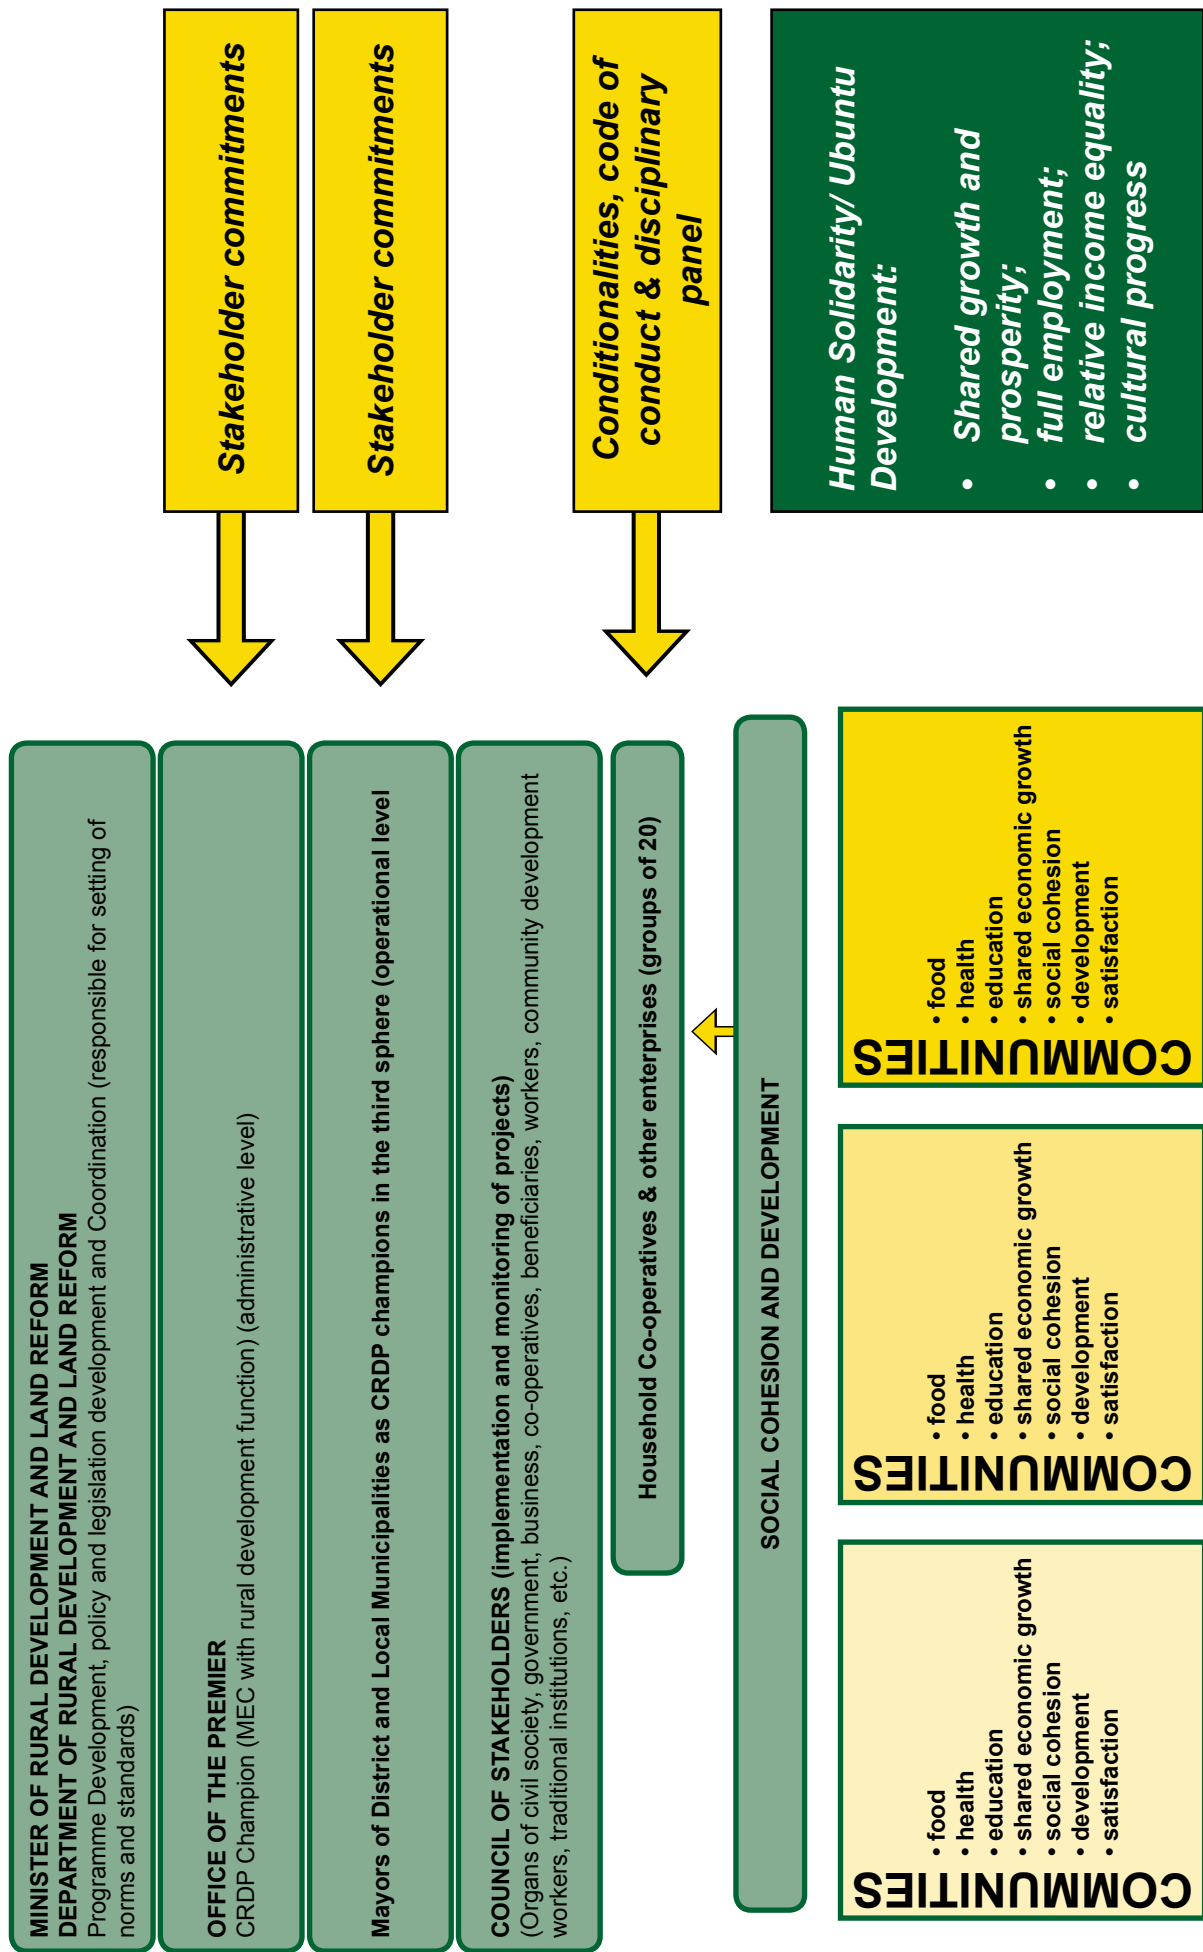 MINISTER OF RURAL DEVELOPMENT AND LAND REFORM
DEPARTMENT OF RURAL DEVELOPMENT AND LAND REFORM
Programme Development, policy and legislation development and Coordination (responsible for setting of
norms and standards)
OFFICE OF THE PREMIER
CRDP Champion (MEC with rural development function) (administrative level)
Stakeholder commitments
Mayors of District and Local Municipalities as CRDP champions in the third sphere (operational level
Stakeholder commitments
COUNCIL OF STAKEHOLDERS (implementation and monitoring of projects)
(Organs of civil society, government, business, co-operatives, beneficiaries, workers, community development
workers, traditional institutions, etc.)
Household Co-operatives & other enterprises (groups of 20)
Conditionalities, code of
conduct & disciplinary
panel
SOCIAL COHESION AND DEVELOPMENT
COMMUNITIES
• food
• health
• education
• shared economic growth
• social cohesion
• development
• satisfaction
COMMUNITIES
• food
• health
• education
• shared economic growth
• social cohesion
• development
• satisfaction
COMMUNITIES
• food
• health
• education
• shared economic growth
• social cohesion
• development
• satisfaction
Human Solidarity/ Ubuntu
Development:
• Shared growth and
prosperity;
• full employment;
• relative income equality;
• cultural progress